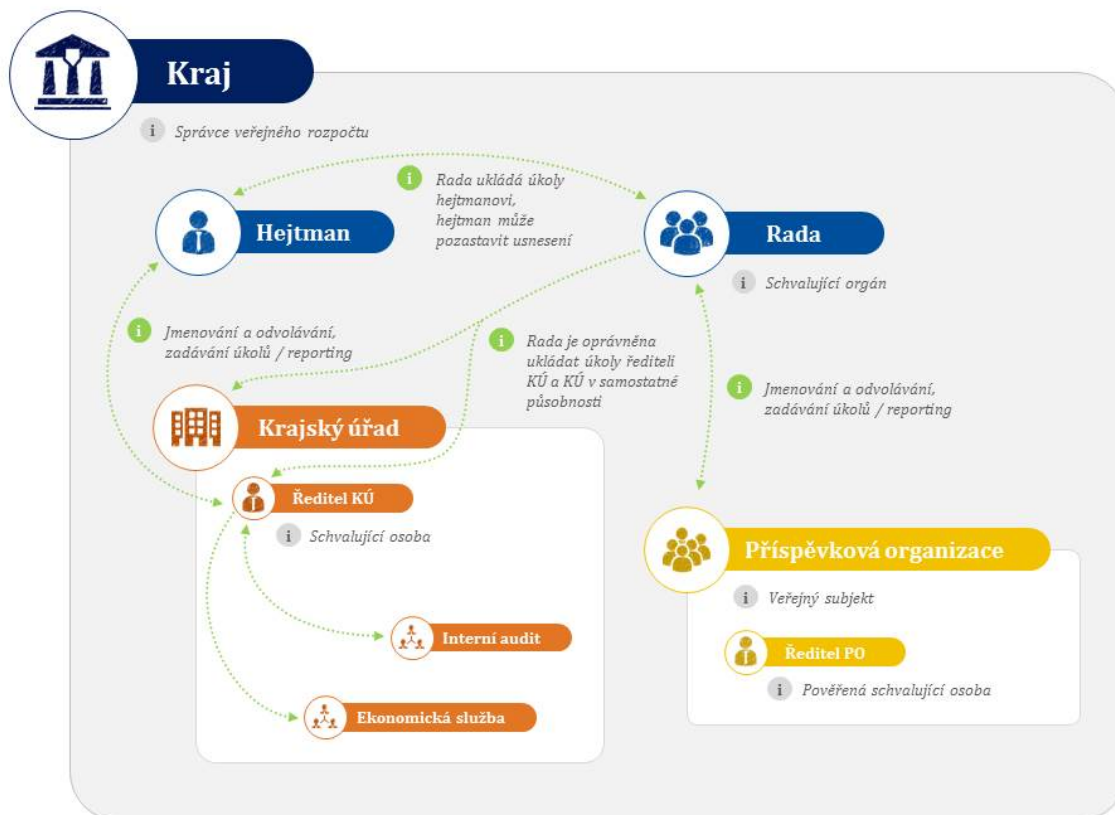 Kraj
i Správce veřejného rozpočtu
i Rada ukládá úkoly
hejtmanovi,
hejtman může
pozastavit usnesení
Hejtman
Rada
i Schvalující orgán
i Jmenování a odvolávání,
zadávání úkolů / reporting
i Rada je oprávněna
ukládat úkoly řediteli
KÚ a KÚ v samostatné
působnosti
i Jmenování a odvolávání,
zadávání úkolů / reporting
Krajský úřad
Ředitel KÚ
i Schvalující osoba
Interní audit
Ekonomická služba
Příspěvková organizace
i Veřejný subjekt
Ředitel PO
i Pověřená schvalující osoba